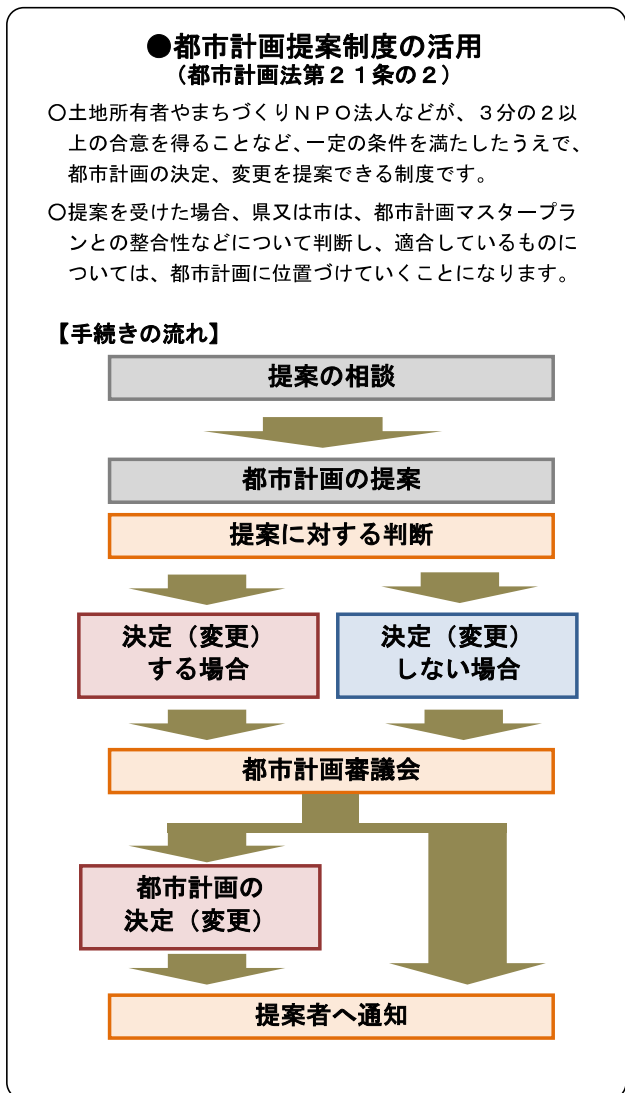 ●都市計画提案制度の活用
（都市計画法第２１条の２）
○土地所有者やまちづくりＮＰＯ法人などが、３分の２以
上の合意を得ることなど、一定の条件を満たしたうえで、
都市計画の決定、変更を提案できる制度です。
○提案を受けた場合、県又は市は、都市計画マスタープラ
ンとの整合性などについて判断し、適合しているものに
ついては、都市計画に位置づけていくことになります。
【手続きの流れ】
提案の相談
都市計画の提案
提案に対する判断
決定（変更）
する場合
決定（変更）
しない場合
都市計画審議会
都市計画の
決定（変更）
提案者へ通知